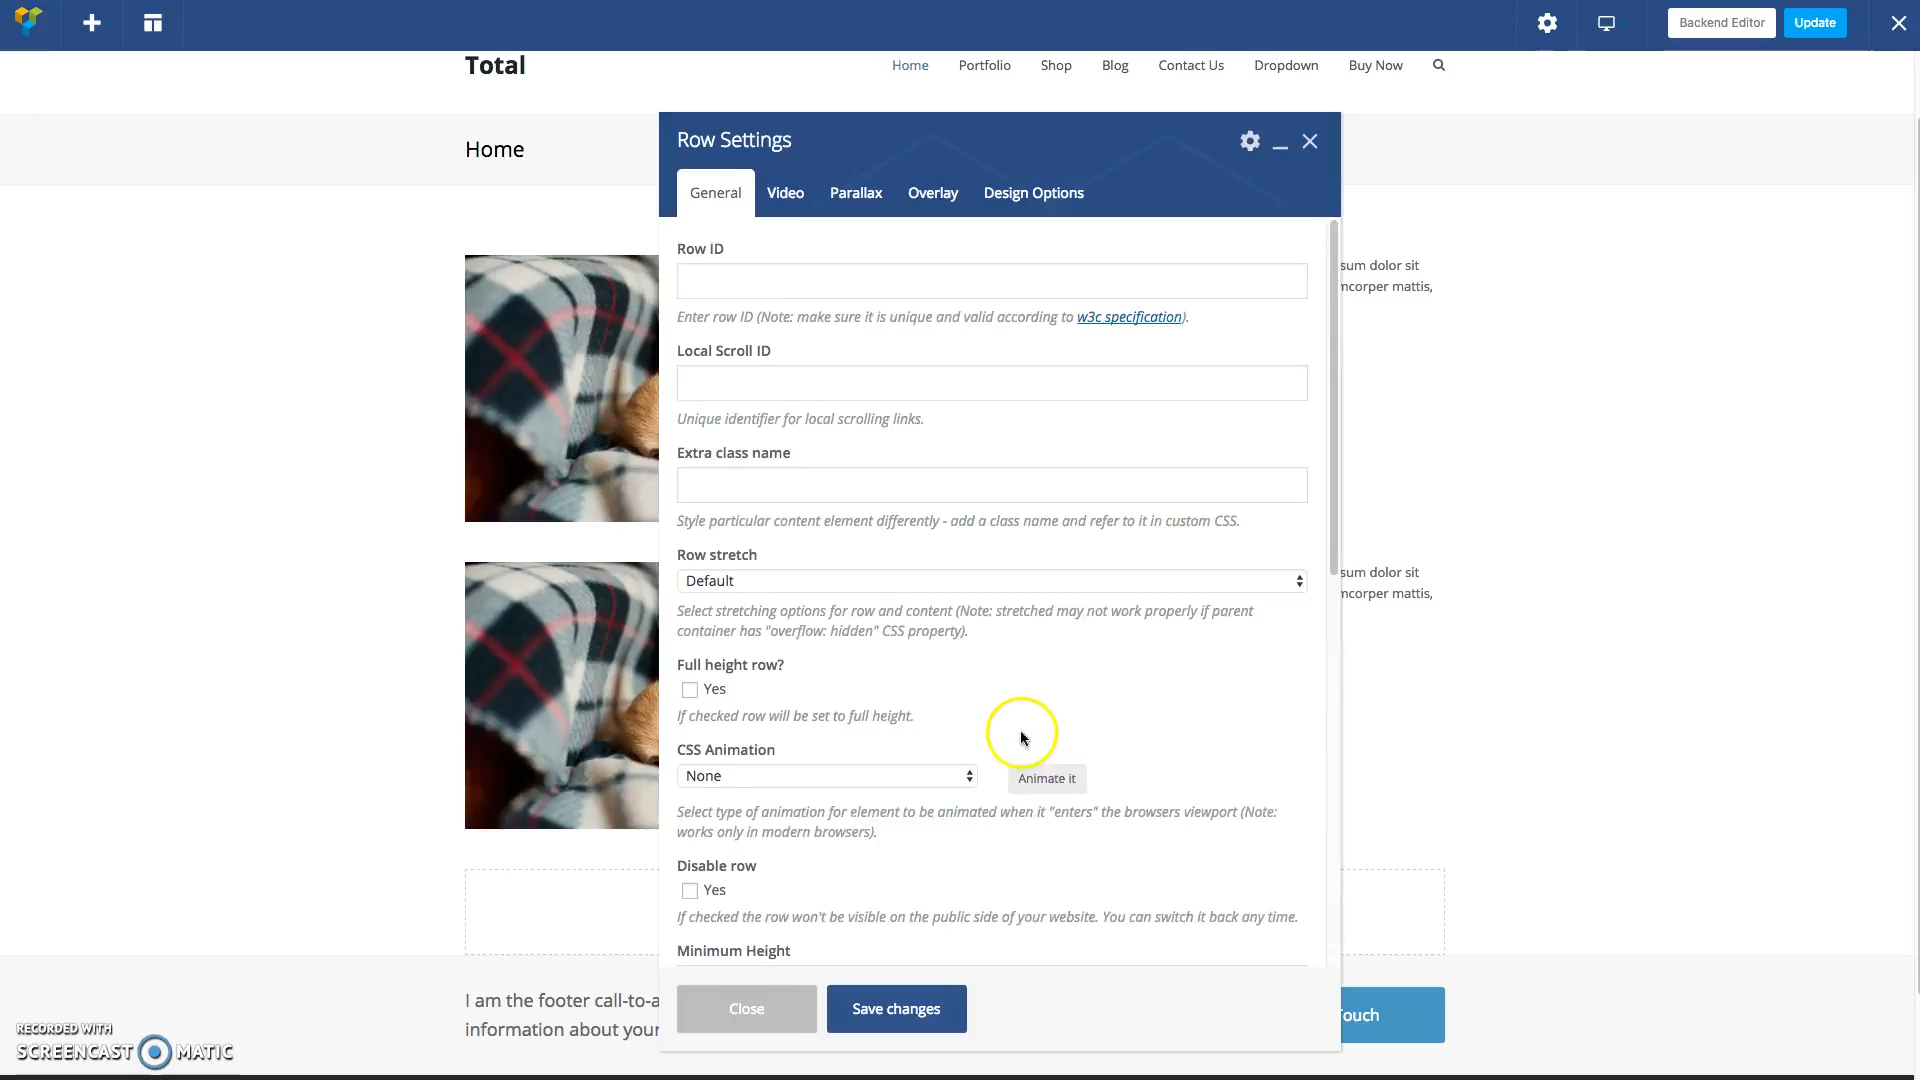 Backend Editor
Update
Total
Home
Portfolio
Shop
Blog
Contact Us
Dropdown
Buy Now
Home
Row Settings
General
Video
Parallax
Overlay
Design Options
Row ID
Enter row ID (Note: make sure it is unique and valid according to w3c specification).
Local Scroll ID
Unique identifier for local scrolling links.
Extra class name
Style particular content element differently - add a class name and refer to it in custom CSS.
Row stretch
Default
Select stretching options for row and content (Note: stretched may not work properly if parent
container has "overflow: hidden" CSS property).
Full height row?
Yes
If checked row will be set to full height.
CSS Animation
None
Animate it
Select type of animation for element to be animated when it "enters" the browsers viewport (Note:
works only in modern browsers).
Disable row
Yes
If checked the row won't be visible on the public side of your website. You can switch it back any time.
Minimum Height
Close
Save changes
sum dolor sit
mcorper mattis,
sum dolor sit
mcorper mattis,
I am the footer call-to-a
information about your
Touch
RECORDED WITH
SCREENCAST MATIC